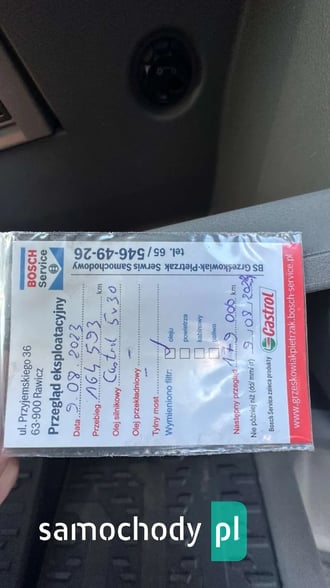 BOSCH
Service
BS Grześkowiak-Pietrzak Serwis Samochodowy
tel. 65 / 546-49-26
ul. Przyjemskiego 36
63-900 Rawicz
Przegląd eksploatacyjny
Data 9.08.2023
Przebieg 164 593 km
Olej silnikowy Castrol 5w30
Olej przekładniowy -
Tylny most -
Wymieniono filtr: oleju powietrza kabinowy paliwa
Następny przegląd 179 000 km
Nie później niż (dd/mm/rr) 9.08.2024
Bosch Service zaleca produkty Castrol
www.grzeskowiakpietrzak.bosch-service.pl
samochody pl